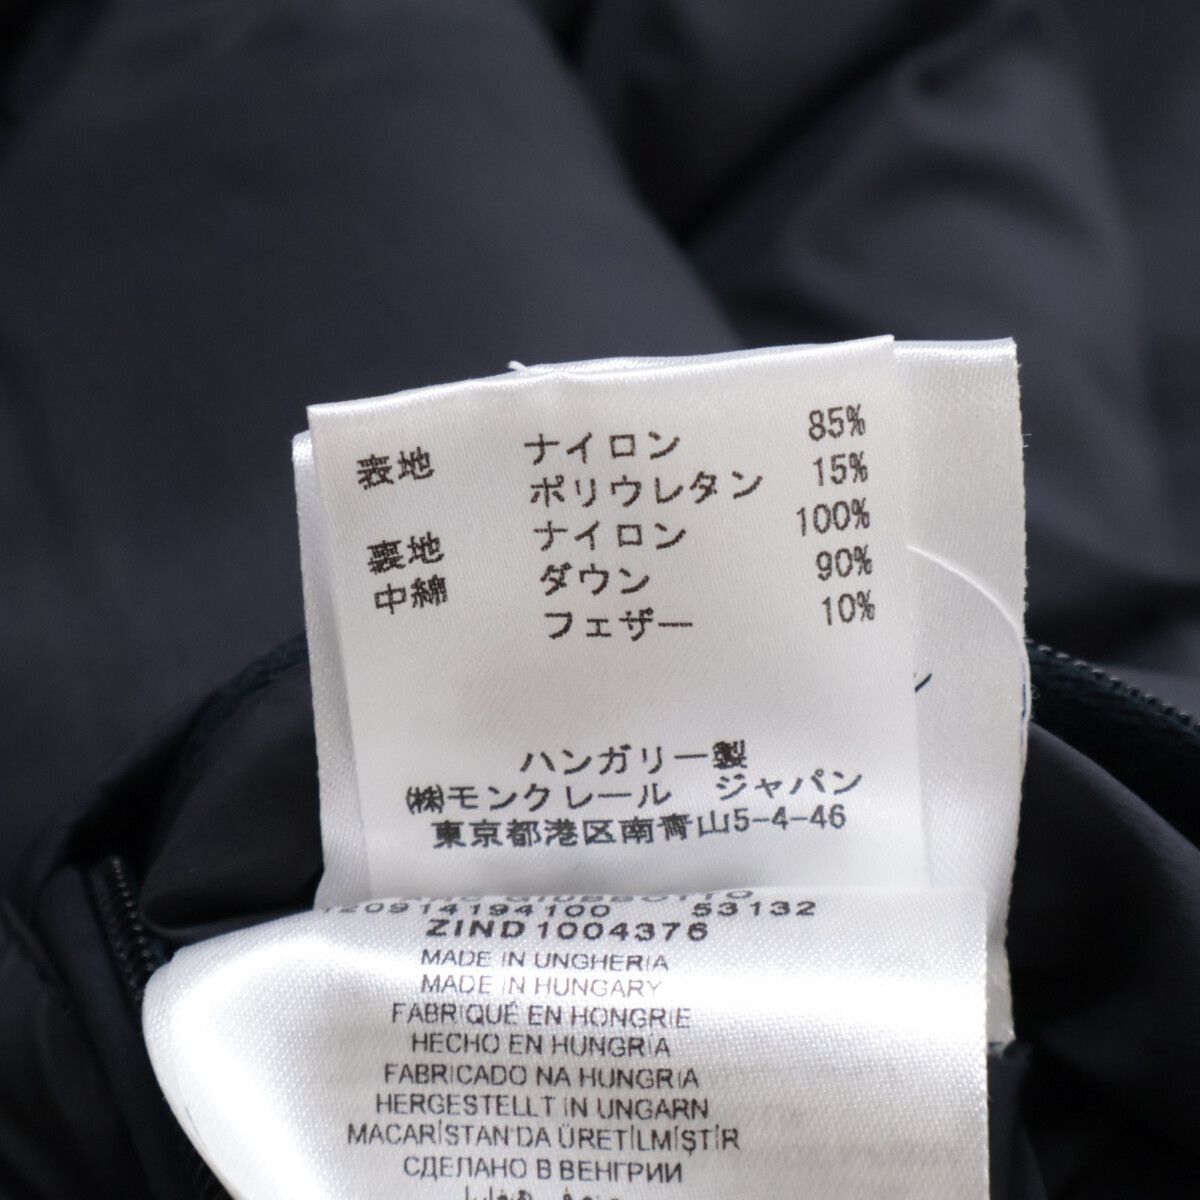 表地 ナイロン 85%
ポリウレタン 15%
裏地 ナイロン 100%
中綿 ダウン 90%
フェザー 10%
ン
ハンガリー製
㈱モンクレール ジャパン
東京都港区南青山5-4-46
GIUBBOTTO
120914194100 53132
ZIND1004376
MADE IN UNGHERIA
MADE IN HUNGARY
FABRIQUÉ EN HONGRIE
HECHO EN HUNGRIA
FABRICADO NA HUNGRIA
HERGESTELLT IN UNGARN
MACARİSTAN'DA ÜRETİLMİŞTİR
СДЕЛАНО В ВЕНГРИИ